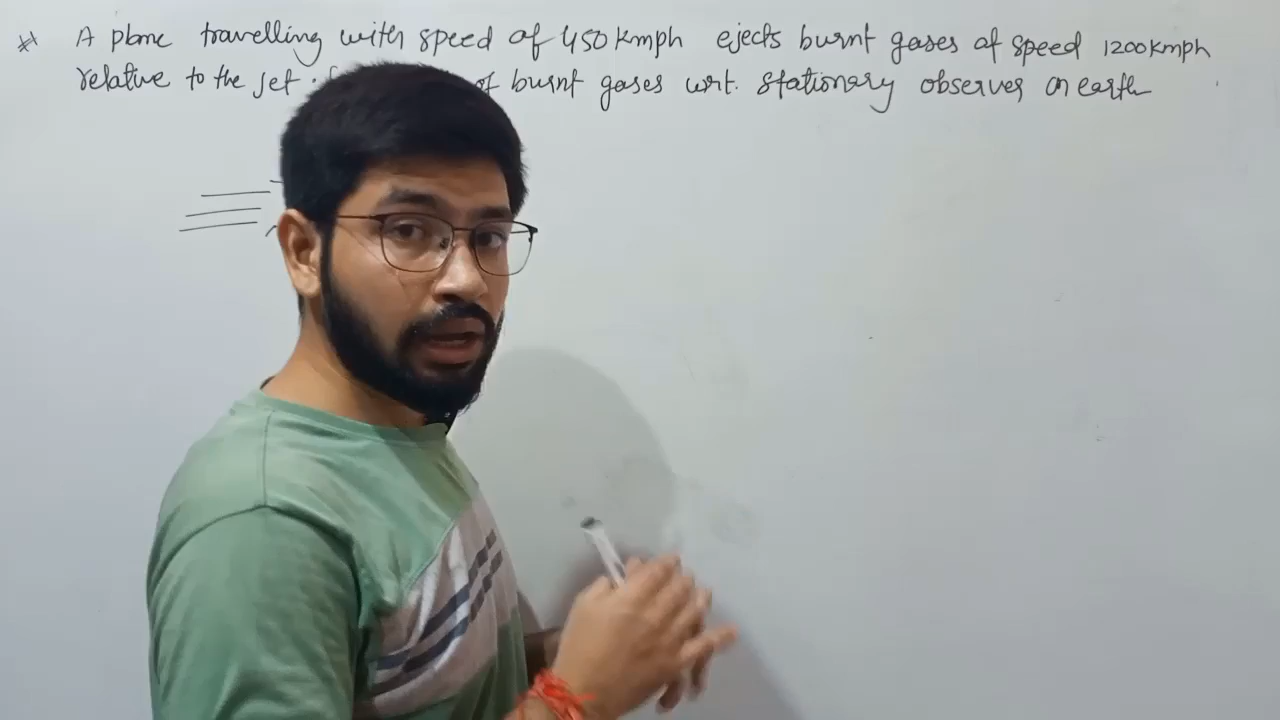 # A plane travelling with speed of 450 Kmph ejects burnt gases of speed 1200 Kmph
relative to the jet. of burnt gases wrt. stationary observer on earth